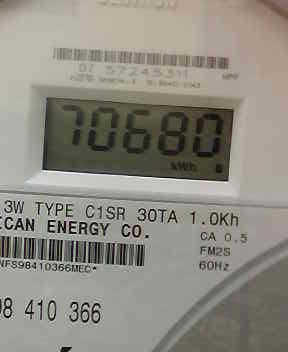 07 57245311
70680
kWh
3W TYPE C1SR 30TA 1.0Kh
ICAN ENERGY CO.
CA 0.5
FM2S
60Hz
NFS98410366MEC*
98 410 366